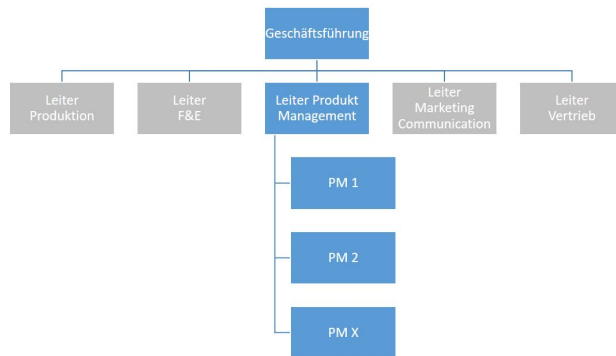 Geschäftsführung
Leiter
Produktion
Leiter
F&E
Leiter Produkt
Management
Leiter
Marketing
Communication
Leiter
Vertrieb
PM 1
PM 2
PM X